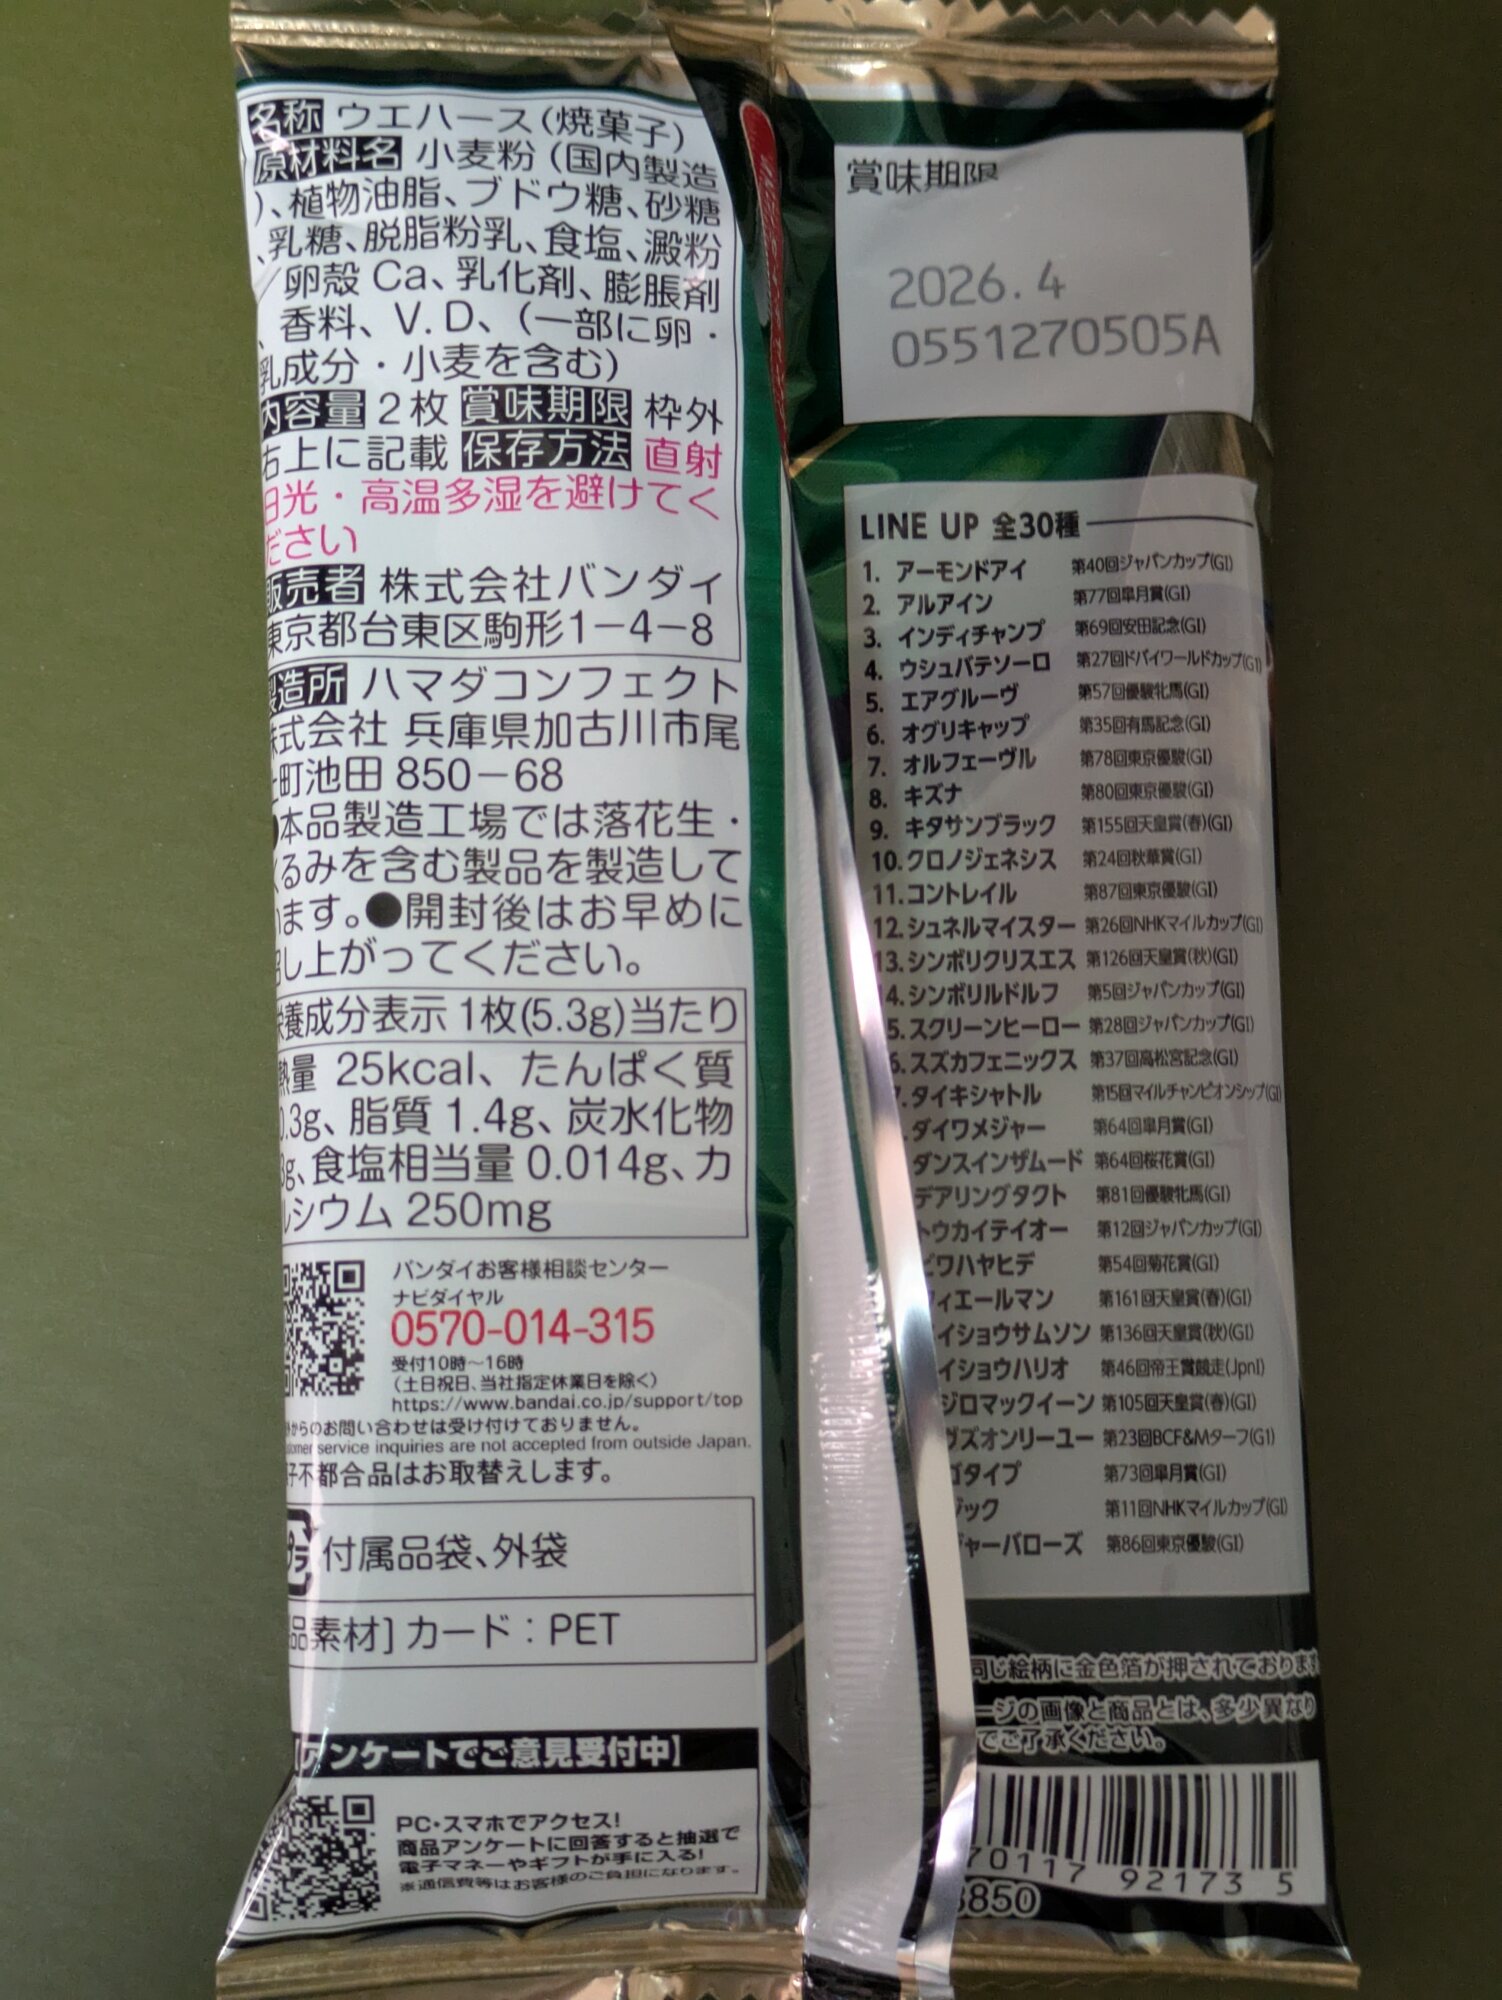 名称 ウエハース(焼菓子)
原材料名 小麦粉(国内製造
)、植物油脂、ブドウ糖、砂糖
、乳糖、脱脂粉乳、食塩、澱粉
/卵殻Ca、乳化剤、膨脹剤
、香料、V.D、(一部に卵・
乳成分・小麦を含む)
内容量 2枚 賞味期限 枠外
右上に記載 保存方法 直射
日光・高温多湿を避けてく
ださい
販売者 株式会社バンダイ
東京都台東区駒形1-4-8
製造所 ハマダコンフェクト
株式会社 兵庫県加古川市尾
上町池田850-68
●本品製造工場では落花生・
くるみを含む製品を製造して
います。●開封後はお早めに
召し上がってください。
栄養成分表示 1枚(5.3g)当たり
熱量 25kcal、たんぱく質
0.3g、脂質 1.4g、炭水化物
3g、食塩相当量 0.014g、カ
ルシウム 250mg
バンダイお客様相談センター
ナビダイヤル
0570-014-315
受付10時~16時
(土日祝日、当社指定休業日を除く)
https://www.bandai.co.jp/support/top
からのお問い合わせは受け付けておりません。
service inquiries are not accepted from outside Japan.
不都合品はお取替えします。
プラ 付属品袋、外袋
品素材] カード:PET
【アンケートでご意見受付中】
PC・スマホでアクセス!
商品アンケートに回答すると抽選で
電子マネーやギフトが手に入る!
※通信費等はお客様のご負担になります。
賞味期限
2026.4
0551270505A
LINE UP 全30種
1. アーモンドアイ 第40回ジャパンカップ(GI)
2. アルアイン 第77回皐月賞(GI)
3. インディチャンプ 第69回安田記念(GI)
4. ウシュバテソーロ 第27回ドバイワールドカップ(G1)
5. エアグルーヴ 第57回優駿牝馬(GI)
6. オグリキャップ 第35回有馬記念(GI)
7. オルフェーヴル 第78回東京優駿(GI)
8. キズナ 第80回東京優駿(GI)
9. キタサンブラック 第155回天皇賞(春)(GI)
10. クロノジェネシス 第24回秋華賞(GI)
11. コントレイル 第87回東京優駿(GI)
12. シュネルマイスター 第26回NHKマイルカップ(GI)
13. シンボリクリスエス 第126回天皇賞(秋)(GI)
4. シンボリルドルフ 第5回ジャパンカップ(GI)
5. スクリーンヒーロー 第28回ジャパンカップ(GI)
6. スズカフェニックス 第37回高松宮記念(GI)
7. タイキシャトル 第15回マイルチャンピオンシップ(GI)
. ダイワメジャー 第64回皐月賞(GI)
ダンスインザムード 第64回桜花賞(GI)
デアリングタクト 第81回優駿牝馬(GI)
トウカイテイオー 第12回ジャパンカップ(GI)
ビワハヤヒデ 第54回菊花賞(GI)
フィエールマン 第161回天皇賞(春)(GI)
イショウサムソン 第136回天皇賞(秋)(GI)
イショウハリオ 第46回帝王賞競走(JpnI)
ジロマックイーン 第105回天皇賞(春)(GI)
ヴズオンリーユー 第23回BCF&Mターフ(G1)
ゴタイプ 第73回皐月賞(GI)
ジック 第11回NHKマイルカップ(GI)
ャーバローズ 第86回東京優駿(GI)
同じ絵柄に金色箔が押されております
ージの画像と商品とは、多少異なり
でご了承ください。
70117 92173 5
3850